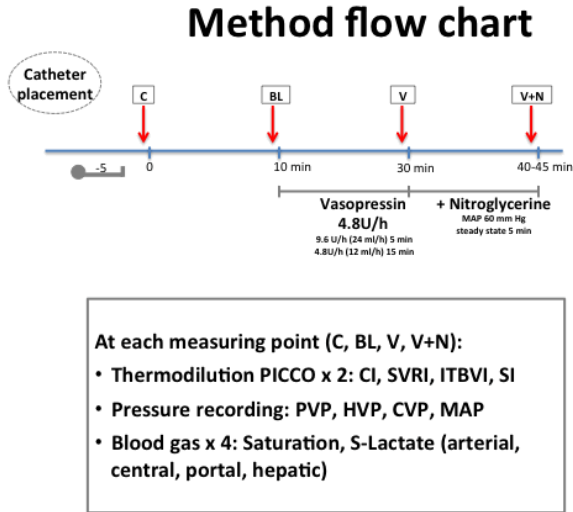 Method flow chart
Catheter
placement
C
BL
V
V+N
-5
0
10 min
30 min
40-45 min
Vasopressin
4.8U/h
9.6 U/h (24 ml/h) 5 min
4.8U/h (12 ml/h) 15 min
+ Nitroglycerine
MAP 60 mm Hg
steady state 5 min
At each measuring point (C, BL, V, V+N):
• Thermodilution PICCO x 2: CI, SVRI, ITBVI, SI
• Pressure recording: PVP, HVP, CVP, MAP
• Blood gas x 4: Saturation, S-Lactate (arterial,
central, portal, hepatic)